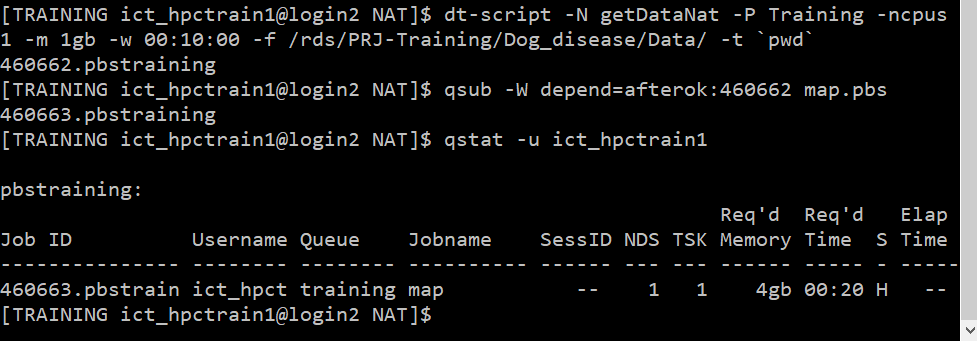 [TRAINING ict_hpctrain1@login2 NAT]$ dt-script -N getDataNat -P Training -ncpus
1 -m 1gb -w 00:10:00 -f /rds/PRJ-Training/Dog_disease/Data/ -t `pwd`
460662.pbstraining
[TRAINING ict_hpctrain1@login2 NAT]$ qsub -W depend=afterok:460662 map.pbs
460663.pbstraining
[TRAINING ict_hpctrain1@login2 NAT]$ qstat -u ict_hpctrain1

pbstraining:
                                                            Req'd  Req'd   Elap
Job ID          Username Queue    Jobname    SessID NDS TSK Memory Time  S Time
--------------- -------- -------- ---------- ------ --- --- ------ ----- - -----
460663.pbstrain ict_hpct training map           --    1   1    4gb 00:20 H   --
[TRAINING ict_hpctrain1@login2 NAT]$